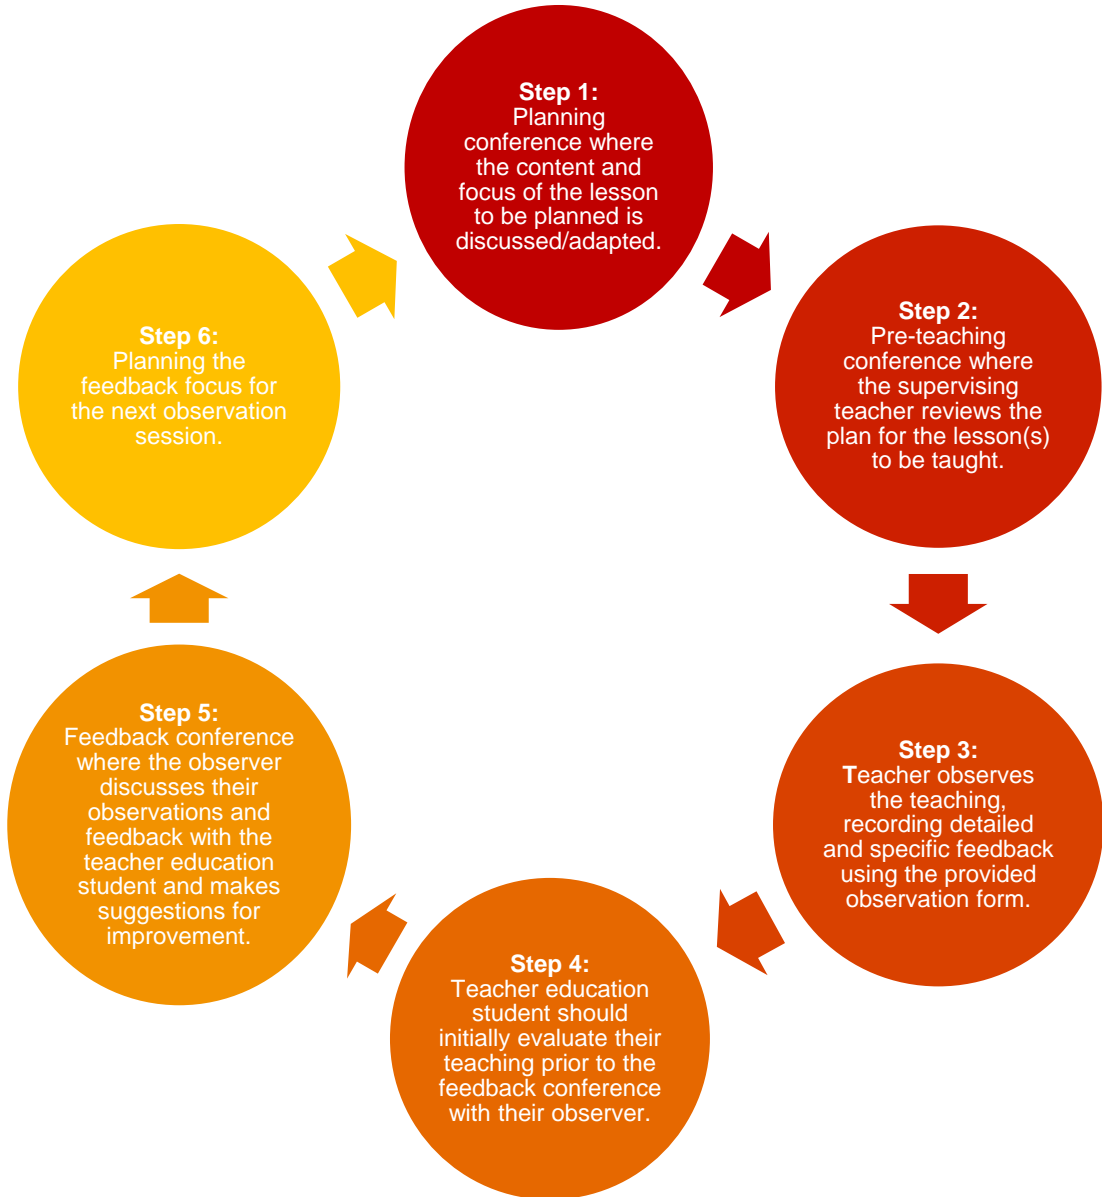 Step 1:
Planning
conference where
the content and
focus of the lesson
to be planned is
discussed/adapted.
Step 2:
Pre-teaching
conference where
the supervising
teacher reviews the
plan for the lesson(s)
to be taught.
Step 3:
Teacher observes
the teaching,
recording detailed
and specific feedback
using the provided
observation form.
Step 4:
Teacher education
student should
initially evaluate their
teaching prior to the
feedback conference
with their observer.
Step 5:
Feedback conference
where the observer
discusses their
observations and
feedback with the
teacher education
student and makes
suggestions for
improvement.
Step 6:
Planning the
feedback focus for
the next observation
session.